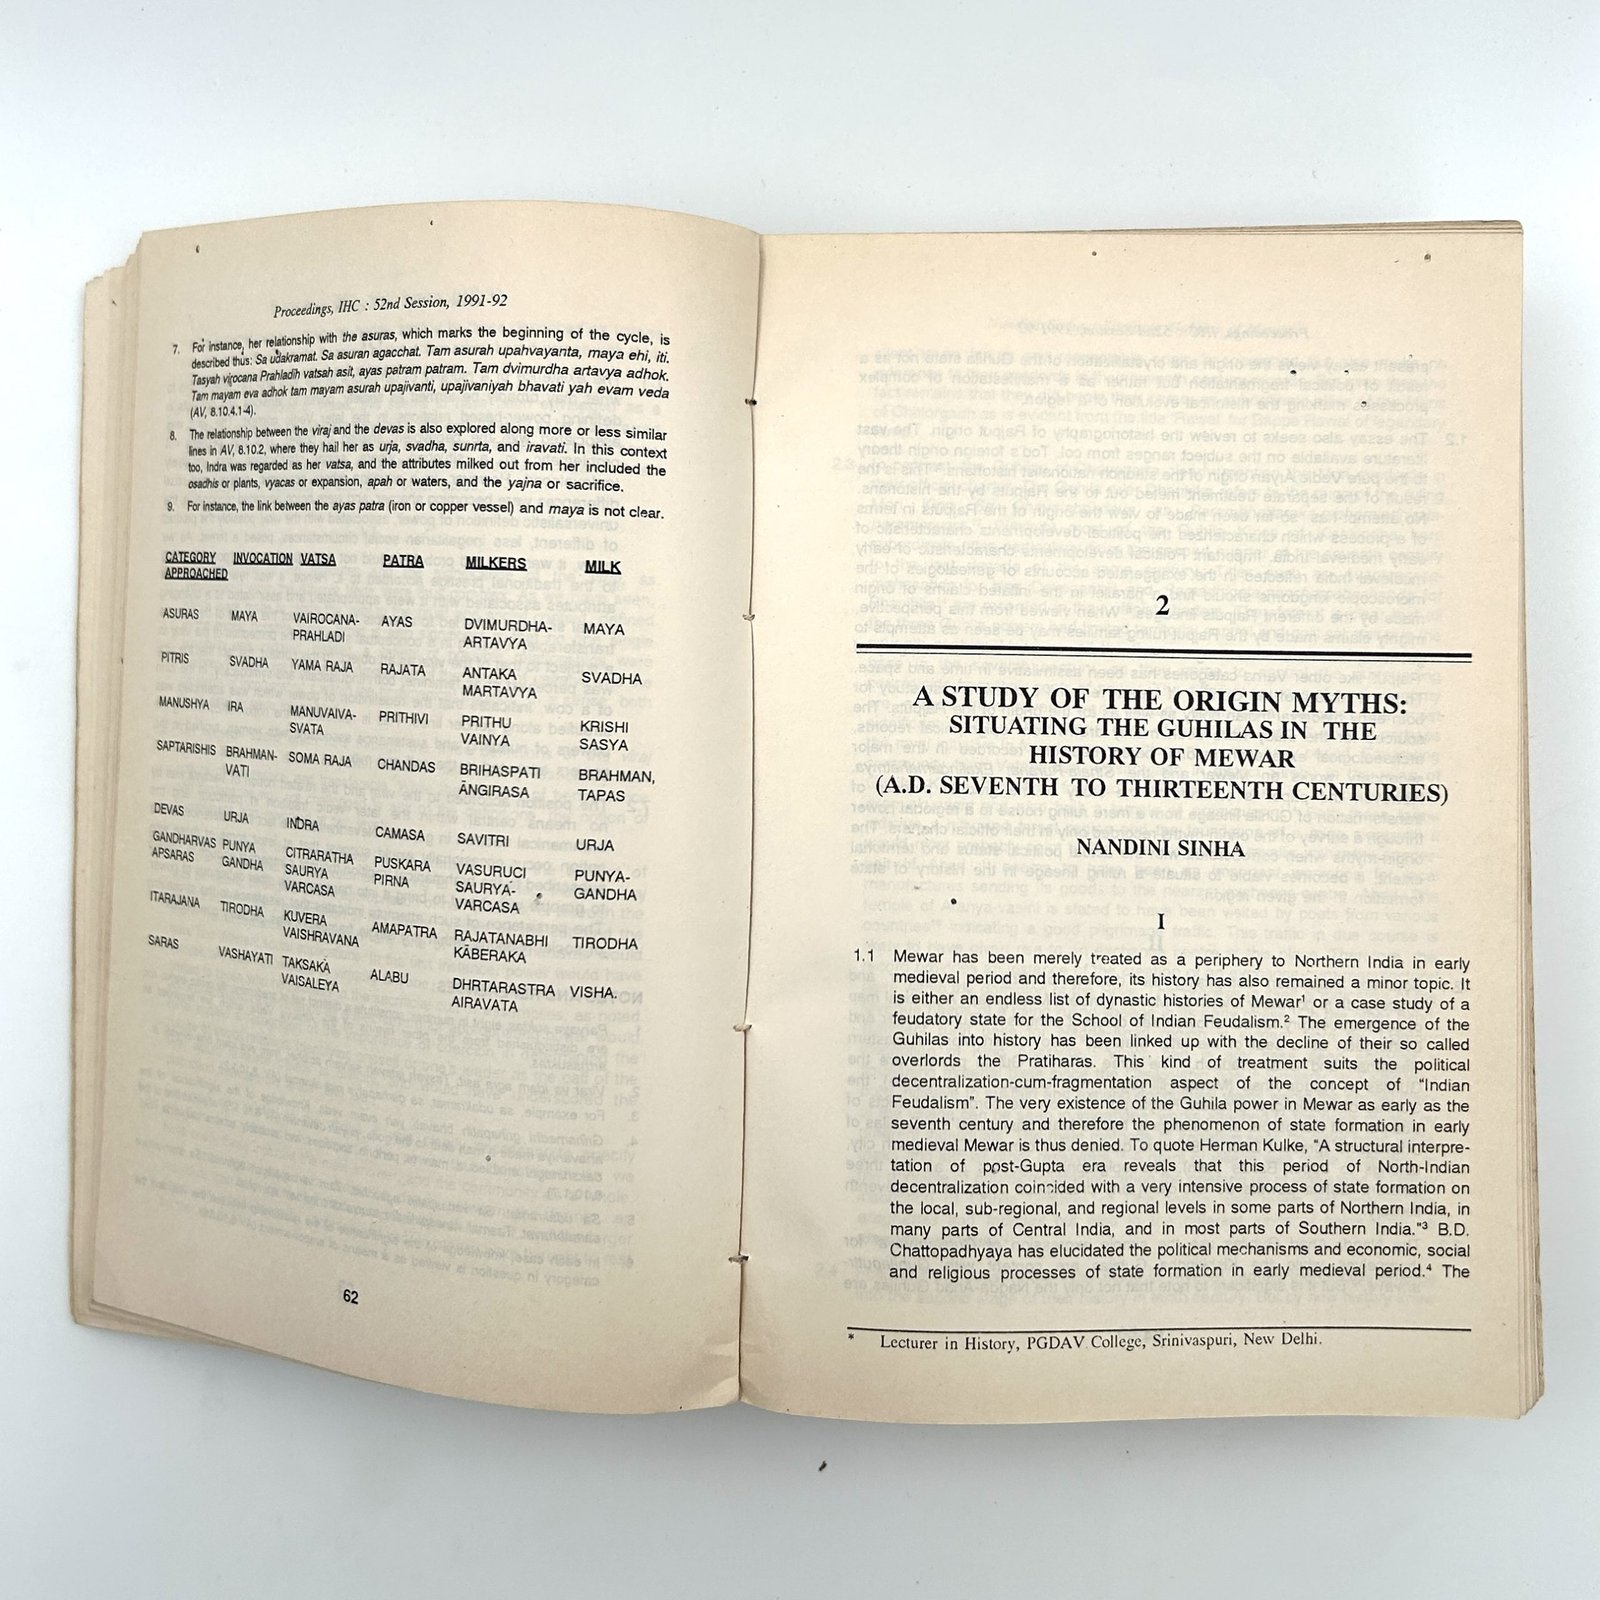 Proceedings, IHC : 52nd Session, 1991-92
7. For instance, her relationship with the asuras, which marks the beginning of the cycle, is
described thus: Sa udakramat. Sa asuran agacchat. Tam asurah upahvayanta, maya ehi, iti.
Tasyah virocana Prahladih vatsah asit, ayas patram patram. Tam dvimurdha artavya adhok.
Tam mayam eva adhok tam mayam asurah upajivanti, upajivaniyah bhavati yah evam veda
(AV, 8.10.4.1-4).
8. The relationship between the viraj and the devas is also explored along more or less similar
lines in AV, 8.10.2, where they hail her as urja, svadha, sunrta, and iravati. In this context
too, Indra was regarded as her vatsa, and the attributes milked out from her included the
osadhis or plants, vyacas or expansion, apah or waters, and the yajna or sacrifice.
9. For instance, the link between the ayas patra (iron or copper vessel) and maya is not clear.
CATEGORY INVOCATION VATSA PATRA MILKERS MILK
APPROACHED
ASURAS MAYA VAIROCANA- AYAS DVIMURDHA- MAYA
PRAHLADI ARTAVYA
PITRIS SVADHA YAMA RAJA RAJATA ANTAKA SVADHA
MARTAVYA
MANUSHYA IRA MANUVAIVA- PRITHIVI PRITHU KRISHI
SVATA VAINYA SASYA
SAPTARISHIS BRAHMAN- SOMA RAJA CHANDAS BRIHASPATI BRAHMAN,
VATI ĀNGIRASA TAPAS
DEVAS URJA INDRA CAMASA SAVITRI URJA
GANDHARVAS PUNYA CITRARATHA PUSKARA VASURUCI PUNYA-
APSARAS GANDHA SAURYA PIRNA SAURYA- GANDHA
VARCASA VARCASA
ITARAJANA TIRODHA KUVERA AMAPATRA RAJATANABHI TIRODHA
VAISHRAVANA KĀBERAKA
SARAS VASHAYATI TAKSAKA ALABU DHRTARASTRA VISHA.
VAISALEYA AIRAVATA
62
2
A STUDY OF THE ORIGIN MYTHS:
SITUATING THE GUHILAS IN THE
HISTORY OF MEWAR
(A.D. SEVENTH TO THIRTEENTH CENTURIES)
NANDINI SINHA
I
1.1 Mewar has been merely treated as a periphery to Northern India in early
medieval period and therefore, its history has also remained a minor topic. It
is either an endless list of dynastic histories of Mewar¹ or a case study of a
feudatory state for the School of Indian Feudalism.² The emergence of the
Guhilas into history has been linked up with the decline of their so called
overlords the Pratiharas. This kind of treatment suits the political
decentralization-cum-fragmentation aspect of the concept of "Indian
Feudalism". The very existence of the Guhila power in Mewar as early as the
seventh century and therefore the phenomenon of state formation in early
medieval Mewar is thus denied. To quote Herman Kulke, "A structural interpre-
tation of post-Gupta era reveals that this period of North-Indian
decentralization coincided with a very intensive process of state formation on
the local, sub-regional, and regional levels in some parts of Northern India, in
many parts of Central India, and in most parts of Southern India."³ B.D.
Chattopadhyaya has elucidated the political mechanisms and economic, social
and religious processes of state formation in early medieval period.⁴ The
* Lecturer in History, PGDAV College, Srinivaspuri, New Delhi.